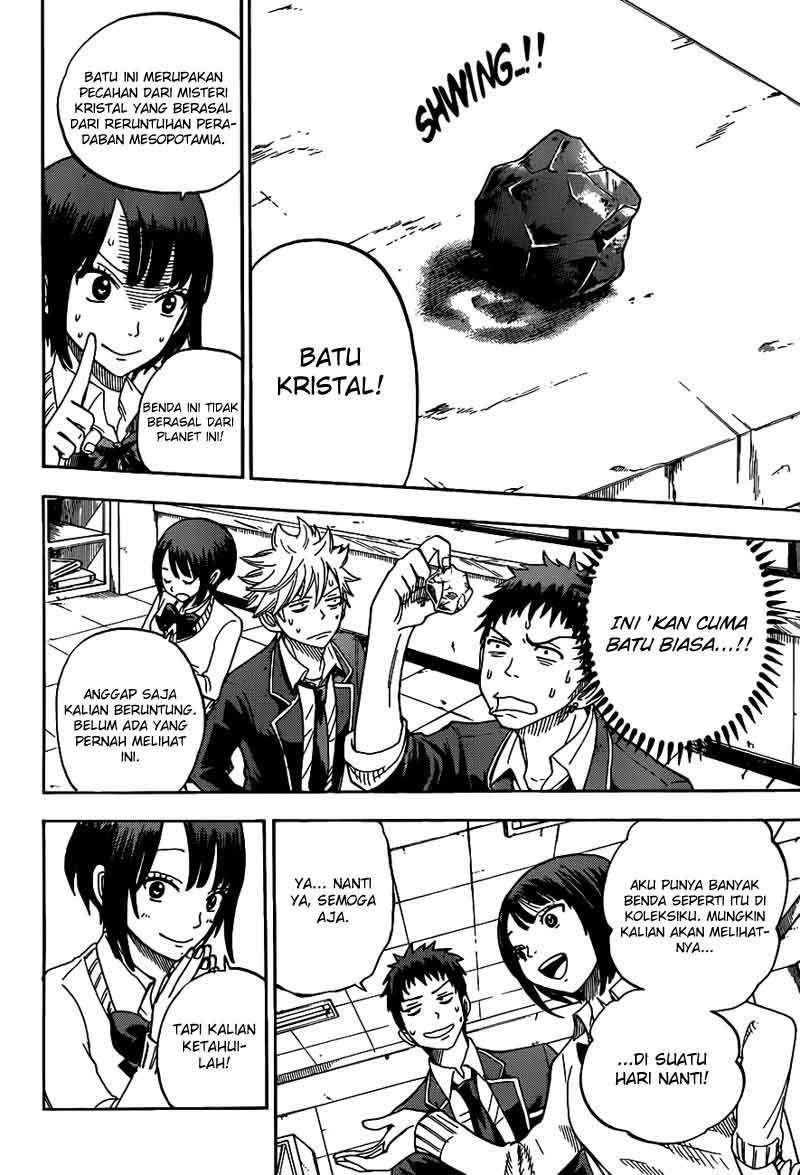 SHWING...!!
BATU
KRISTAL!
BATU INI MERUPAKAN
PECAHAN DARI MISTERI
KRISTAL YANG BERASAL
DARI RERUNTUHAN PERA-
DABAN MESOPOTAMIA.
BENDA INI TIDAK
BERASAL DARI
PLANET INI!
INI 'KAN CUMA
BATU BIASA...!!
ANGGAP SAJA
KALIAN BERUNTUNG.
BELUM ADA YANG
PERNAH MELIHAT
INI.
AKU PUNYA BANYAK
BENDA SEPERTI ITU DI
KOLEKSIKU. MUNGKIN
KALIAN AKAN MELIHAT-
NYA...
...DI SUATU
HARI NANTI!
YA... NANTI
YA, SEMOGA
AJA.
TAPI KALIAN
KETAHUI-
LAH!